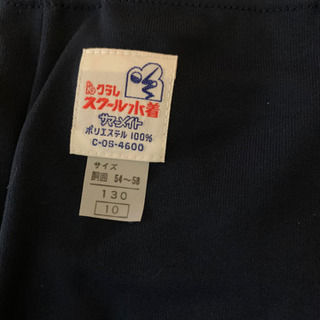 クラレ
スクール水着
サマーメイト
ポリエステル 100%
C-OS-4600
サイズ
胴囲 54～58
130
10